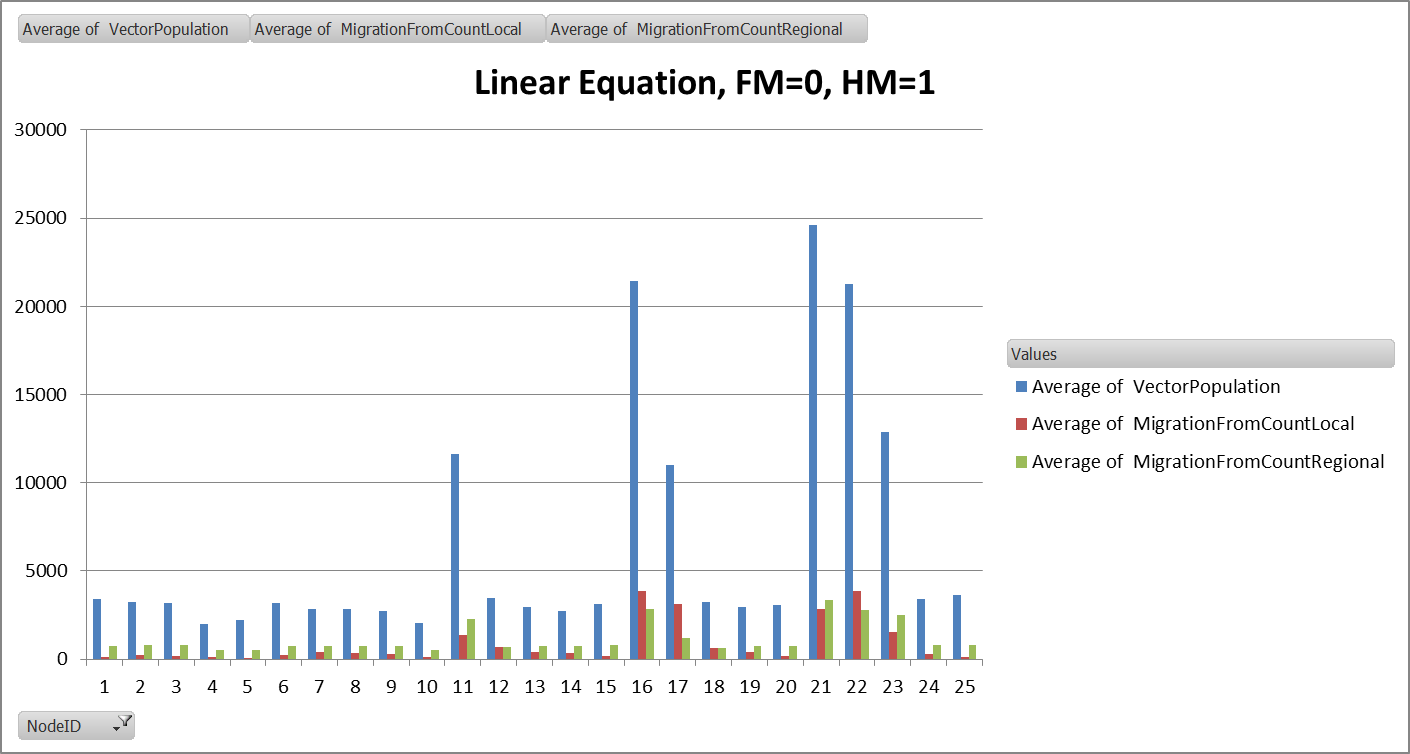 Average of  VectorPopulation Average of  MigrationFromCountLocal Average of  MigrationFromCountRegional
Linear Equation, FM=0, HM=1
30000
25000
20000
15000
10000
5000
0
1 2 3 4 5 6 7 8 9 10 11 12 13 14 15 16 17 18 19 20 21 22 23 24 25
Values
Average of  VectorPopulation
Average of  MigrationFromCountLocal
Average of  MigrationFromCountRegional
NodeID